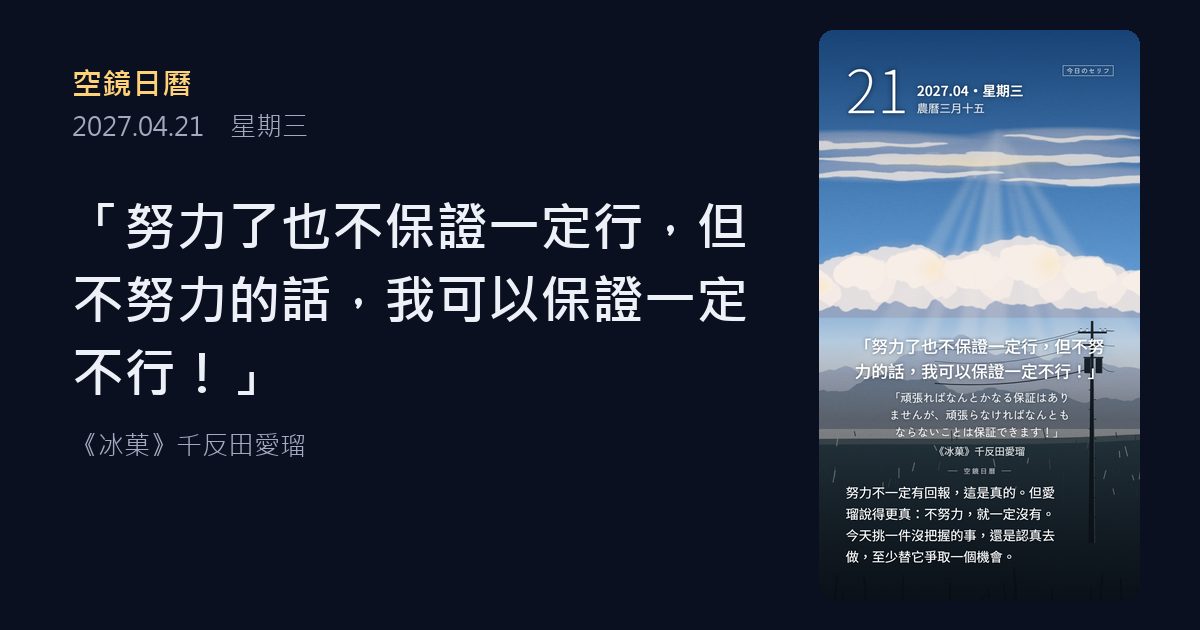 空鏡日曆
2027.04.21 星期三
「努力了也不保證一定行，但
不努力的話，我可以保證一定
不行！」
《冰菓》千反田愛瑠
今日のセリフ
21
2027.04・星期三
農曆三月十五
「努力了也不保證一定行，但不努
力的話，我可以保證一定不行！」
「頑張ればなんとかなる保証はあり
ませんが、頑張らなければなんとも
ならないことは保証できます！」
《冰菓》千反田愛瑠
— 空鏡日曆 —
努力不一定有回報，這是真的。但愛
瑠說得更真：不努力，就一定沒有。
今天挑一件沒把握的事，還是認真去
做，至少替它爭取一個機會。